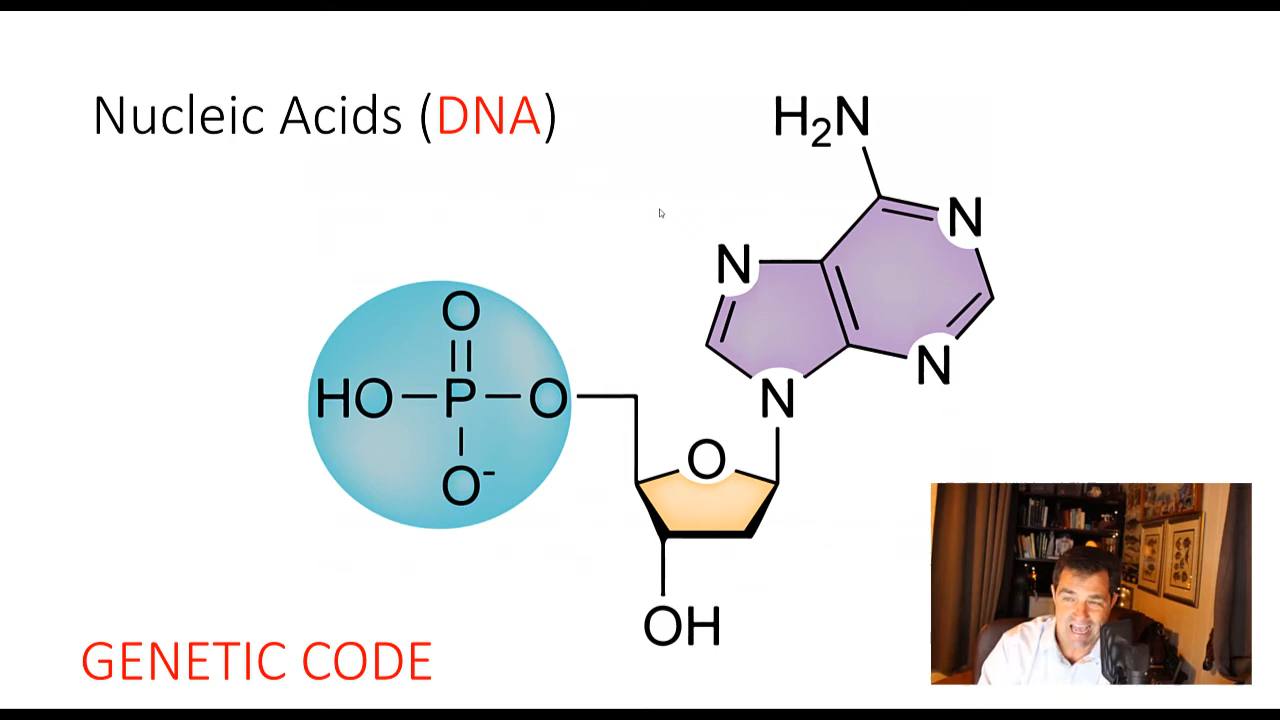 Nucleic Acids (DNA)
H₂N
N
N
N
N
O
HO
P
O
O⁻
O
OH
GENETIC CODE